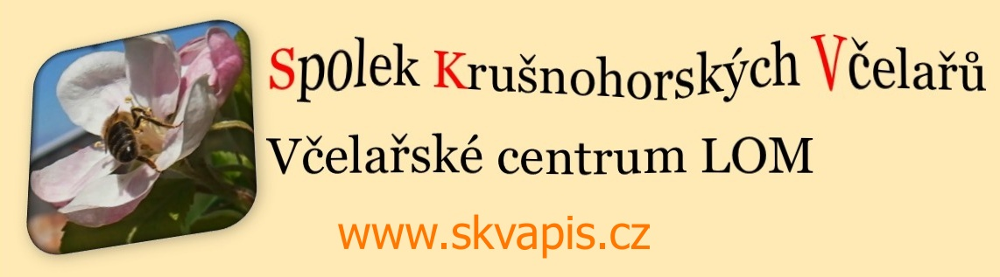 Spolek Krušnohorských Včelařů
Včelařské centrum LOM
www.skvapis.cz